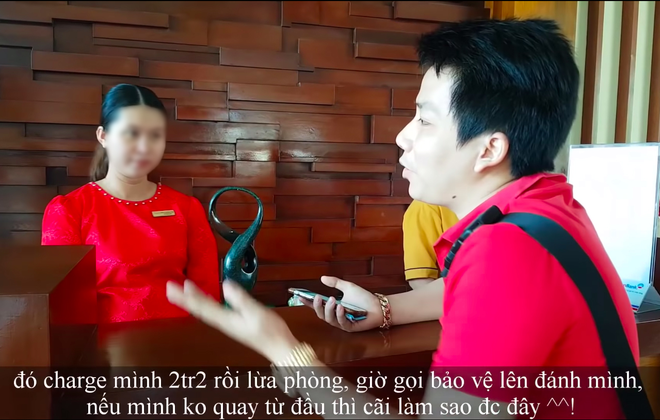 đó charge mình 2tr2 rồi lừa phòng, giờ gọi bảo vệ lên đánh mình,
nếu mình ko quay từ đầu thì cãi làm sao đc đây ^^!